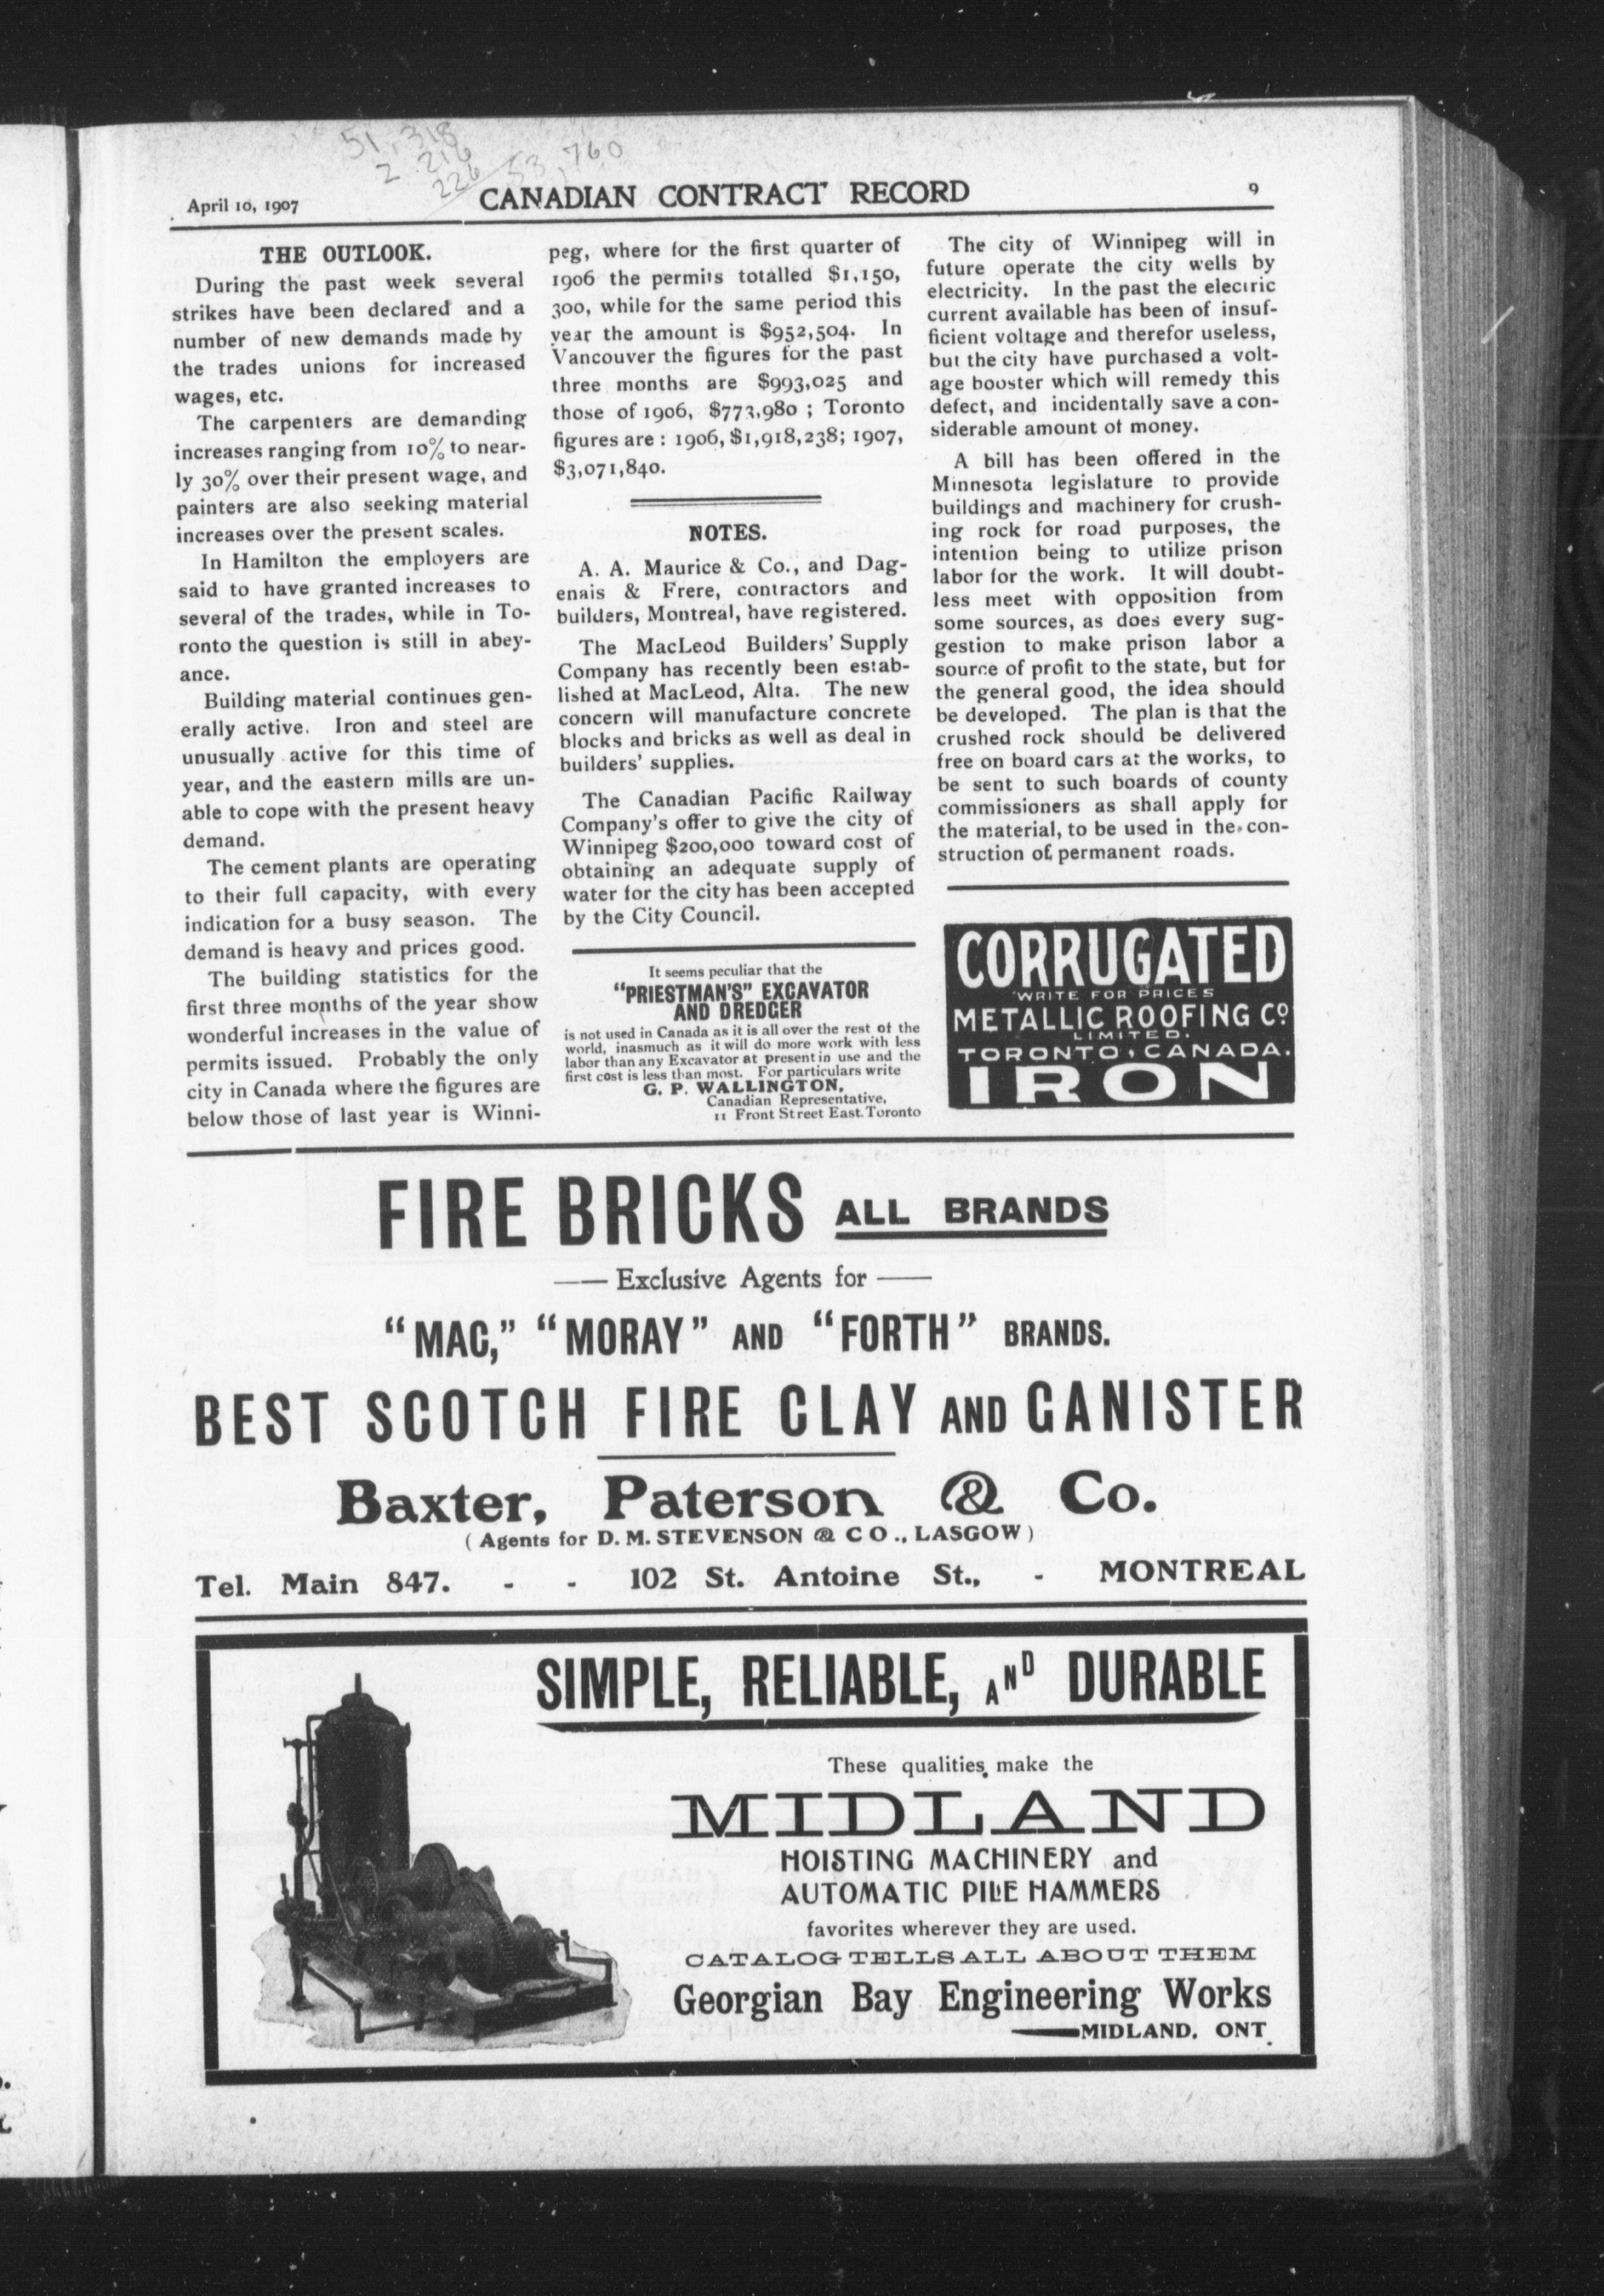 51,318
2 216
226
53,760
April 10, 1907
CANADIAN CONTRACT RECORD
9
THE OUTLOOK.
During the past week several
strikes have been declared and a
number of new demands made by
the trades unions for increased
wages, etc.
The carpenters are demanding
increases ranging from 10% to near-
ly 30% over their present wage, and
painters are also seeking material
increases over the present scales.
In Hamilton the employers are
said to have granted increases to
several of the trades, while in To-
ronto the question is still in abey-
ance.
Building material continues gen-
erally active. Iron and steel are
unusually active for this time of
year, and the eastern mills are un-
able to cope with the present heavy
demand.
The cement plants are operating
to their full capacity, with every
indication for a busy season. The
demand is heavy and prices good.
The building statistics for the
first three months of the year show
wonderful increases in the value of
permits issued. Probably the only
city in Canada where the figures are
below those of last year is Winni-
peg, where for the first quarter of
1906 the permits totalled $1,150,
300, while for the same period this
year the amount is $952,504. In
Vancouver the figures for the past
three months are $993,025 and
those of 1906, $773,980 ; Toronto
figures are : 1906, $1,918,238; 1907,
$3,071,840.
NOTES.
A. A. Maurice & Co., and Dag-
enais & Frere, contractors and
builders, Montreal, have registered.
The MacLeod Builders' Supply
Company has recently been estab-
lished at MacLeod, Alta. The new
concern will manufacture concrete
blocks and bricks as well as deal in
builders' supplies.
The Canadian Pacific Railway
Company's offer to give the city of
Winnipeg $200,000 toward cost of
obtaining an adequate supply of
water for the city has been accepted
by the City Council.
It seems peculiar that the
"PRIESTMAN'S" EXCAVATOR
AND DREDGER
is not used in Canada as it is all over the rest of the
world, inasmuch as it will do more work with less
labor than any Excavator at present in use and the
first cost is less than most. For particulars write
G. P. WALLINGTON,
Canadian Representative,
11 Front Street East. Toronto
The city of Winnipeg will in
future operate the city wells by
electricity. In the past the electric
current available has been of insuf-
ficient voltage and therefor useless,
but the city have purchased a volt-
age booster which will remedy this
defect, and incidentally save a con-
siderable amount of money.
A bill has been offered in the
Minnesota legislature to provide
buildings and machinery for crush-
ing rock for road purposes, the
intention being to utilize prison
labor for the work. It will doubt-
less meet with opposition from
some sources, as does every sug-
gestion to make prison labor a
source of profit to the state, but for
the general good, the idea should
be developed. The plan is that the
crushed rock should be delivered
free on board cars at the works, to
be sent to such boards of county
commissioners as shall apply for
the material, to be used in the con-
struction of permanent roads.
CORRUGATED
WRITE FOR PRICES
METALLIC ROOFING CO
LIMITED.
TORONTO, CANADA.
IRON
FIRE BRICKS ALL BRANDS
Exclusive Agents for
"MAC," "MORAY" AND "FORTH" BRANDS.
BEST SCOTCH FIRE CLAY AND GANISTER
Baxter, Paterson & Co.
(Agents for D. M. STEVENSON & CO., LASGOW)
Tel. Main 847. - - 102 St. Antoine St., - MONTREAL
SIMPLE, RELIABLE, AND DURABLE
These qualities make the
MIDLAND
HOISTING MACHINERY and
AUTOMATIC PILE HAMMERS
favorites wherever they are used.
CATALOG TELLS ALL ABOUT THEM
Georgian Bay Engineering Works
MIDLAND, ONT.